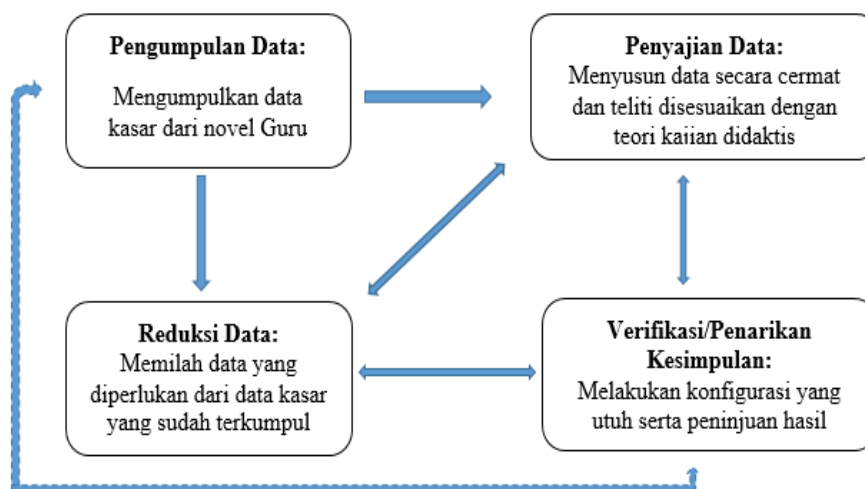 Pengumpulan Data:
Mengumpulkan data
kasar dari novel Guru
Penyajian Data:
Menyusun data secara cermat
dan teliti disesuaikan dengan
teori kajian didaktis
Reduksi Data:
Memilah data yang
diperlukan dari data kasar
yang sudah terkumpul
Verifikasi/Penarikan
Kesimpulan:
Melakukan konfigurasi yang
utuh serta peninjuan hasil